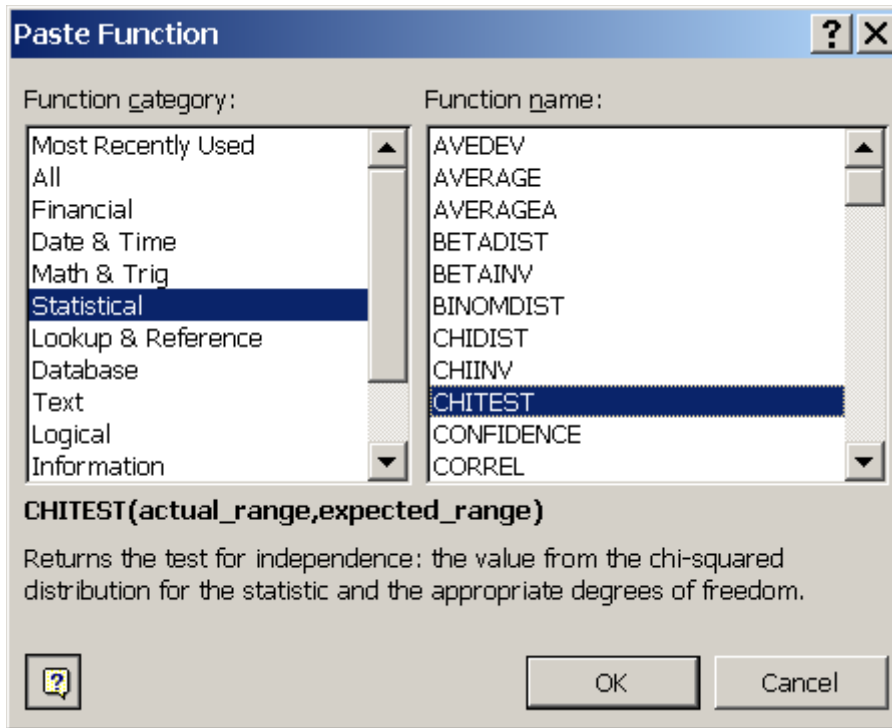 Paste Function
Function category:
Function name:
Most Recently Used
All
Financial
Date & Time
Math & Trig
Statistical
Lookup & Reference
Database
Text
Logical
Information
AVEDEV
AVERAGE
AVERAGEA
BETADIST
BETAINV
BINOMDIST
CHIDIST
CHIINV
CHITEST
CONFIDENCE
CORREL
CHITEST(actual_range,expected_range)
Returns the test for independence: the value from the chi-squared
distribution for the statistic and the appropriate degrees of freedom.
OK
Cancel